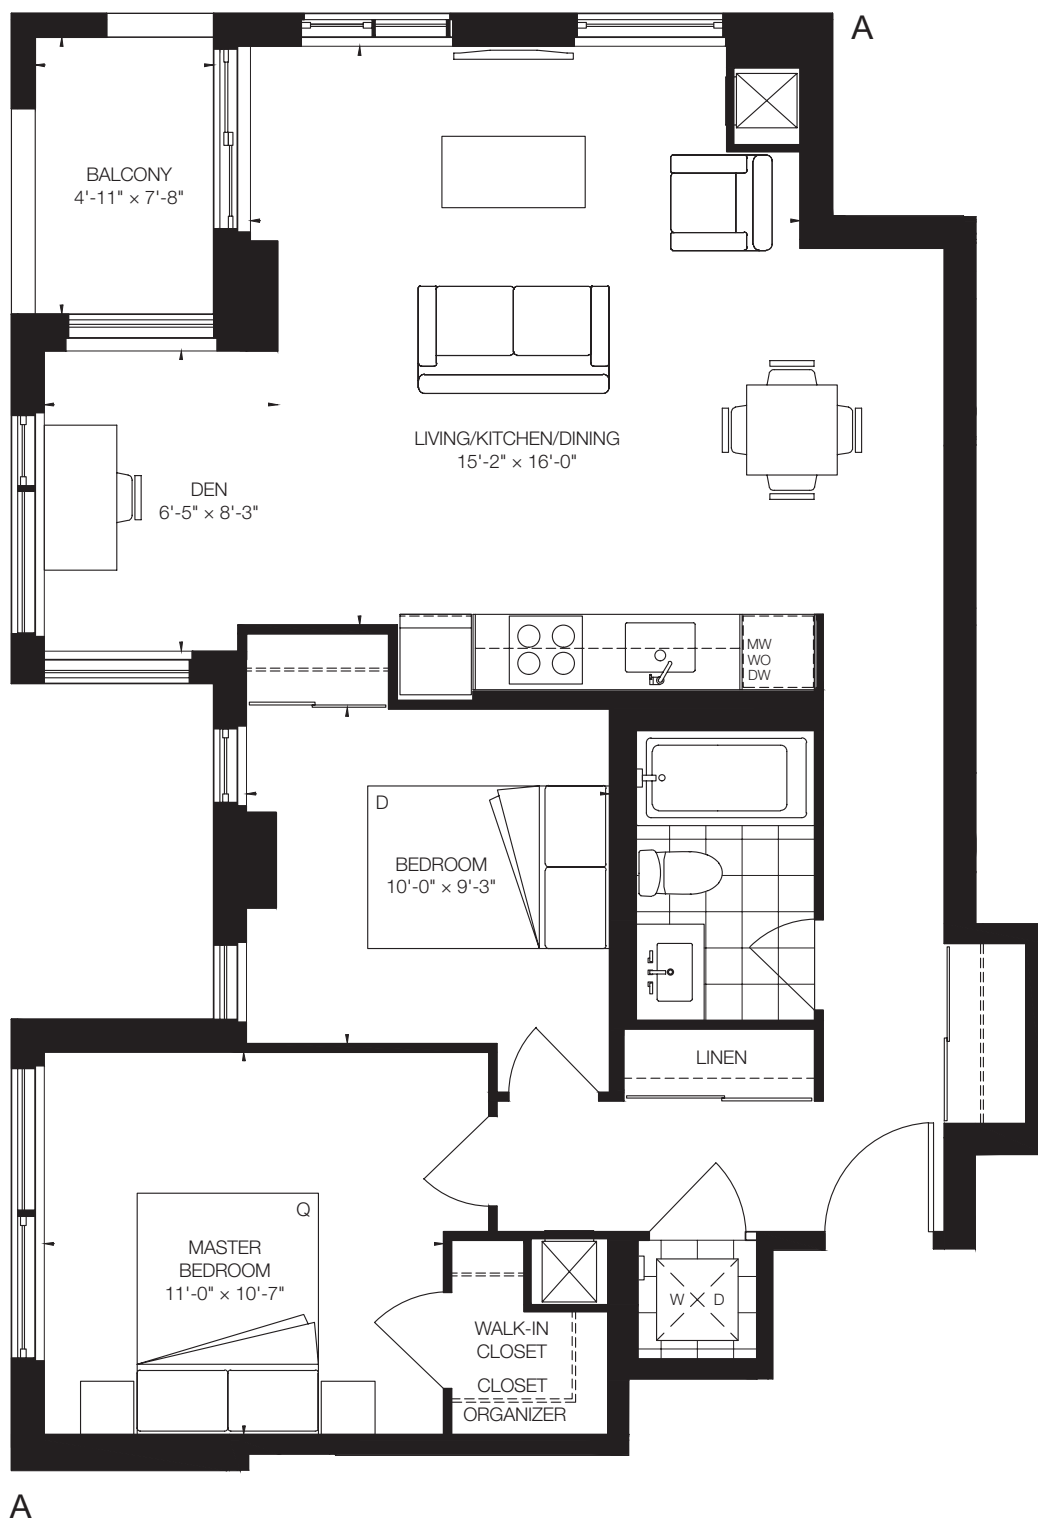 A
BALCONY
4'-11" × 7'-8"
LIVING/KITCHEN/DINING
15'-2" × 16'-0"
DEN
6'-5" × 8'-3"
MW
WO
DW
D
BEDROOM
10'-0" × 9'-3"
LINEN
Q
MASTER
BEDROOM
11'-0" × 10'-7"
W D
WALK-IN
CLOSET
CLOSET
ORGANIZER
A